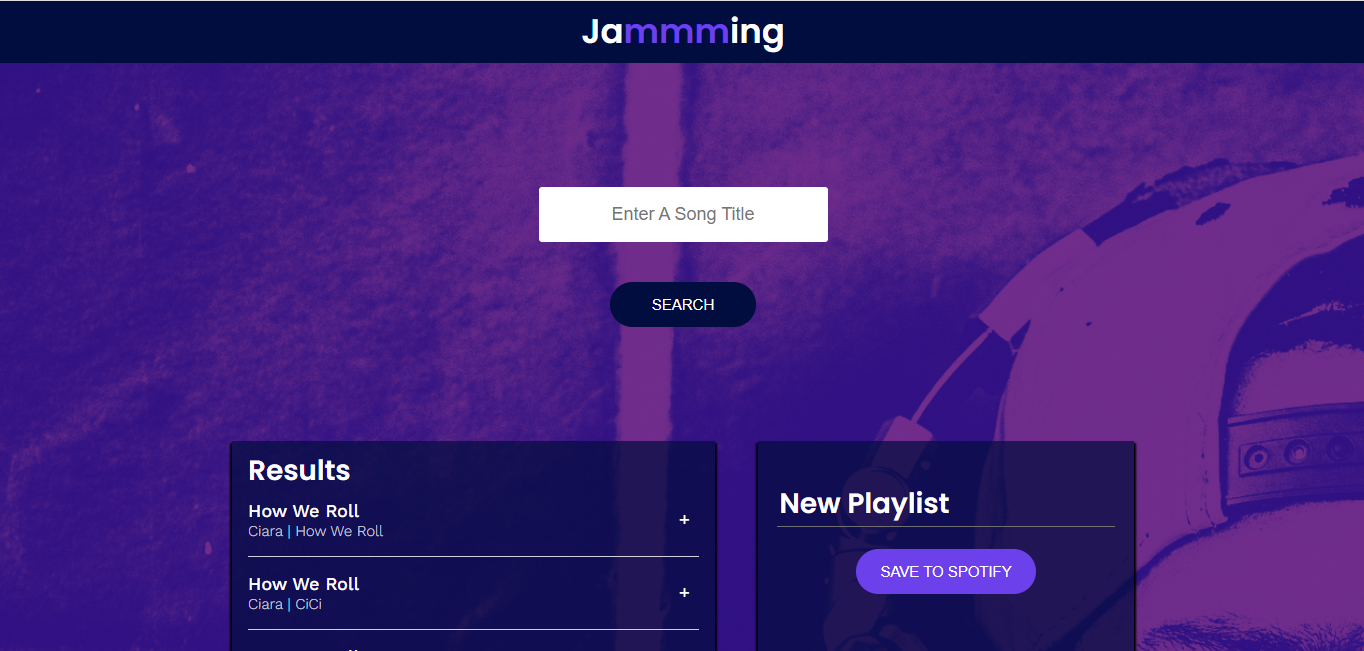 Jammming
Enter A Song Title
SEARCH
Results
How We Roll
Ciara | How We Roll
+
How We Roll
Ciara | CiCi
+
New Playlist
SAVE TO SPOTIFY